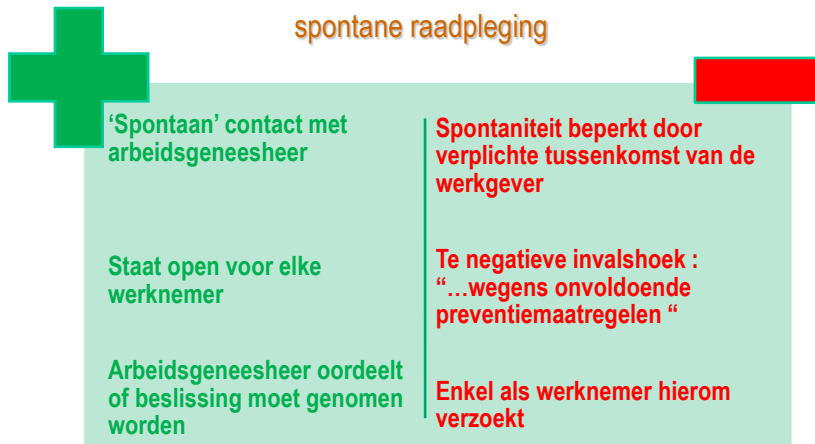 spontane raadpleging
‘Spontaan’ contact met
arbeidsgeneesheer
Staat open voor elke
werknemer
Arbeidsgeneesheer oordeelt
of beslissing moet genomen
worden
Spontaniteit beperkt door
verplichte tussenkomst van de
werkgever
Te negatieve invalshoek :
“…wegens onvoldoende
preventiemaatregelen “
Enkel als werknemer hierom
verzoekt